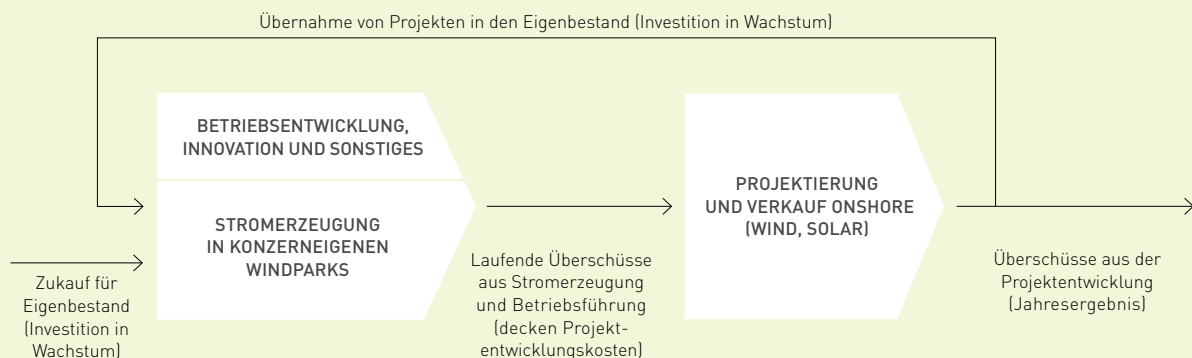 Übernahme von Projekten in den Eigenbestand (Investition in Wachstum)
BETRIEBSENTWICKLUNG,
INNOVATION UND SONSTIGES
STROMERZEUGUNG
IN KONZERNEIGENEN
WINDPARKS
Zukauf für
Eigenbestand
(Investition in
Wachstum)
Laufende Überschüsse
aus Stromerzeugung
und Betriebsführung
(decken Projekt-
entwicklungskosten)
PROJEKTIERUNG
UND VERKAUF ONSHORE
(WIND, SOLAR)
Überschüsse aus der
Projektentwicklung
(Jahresergebnis)